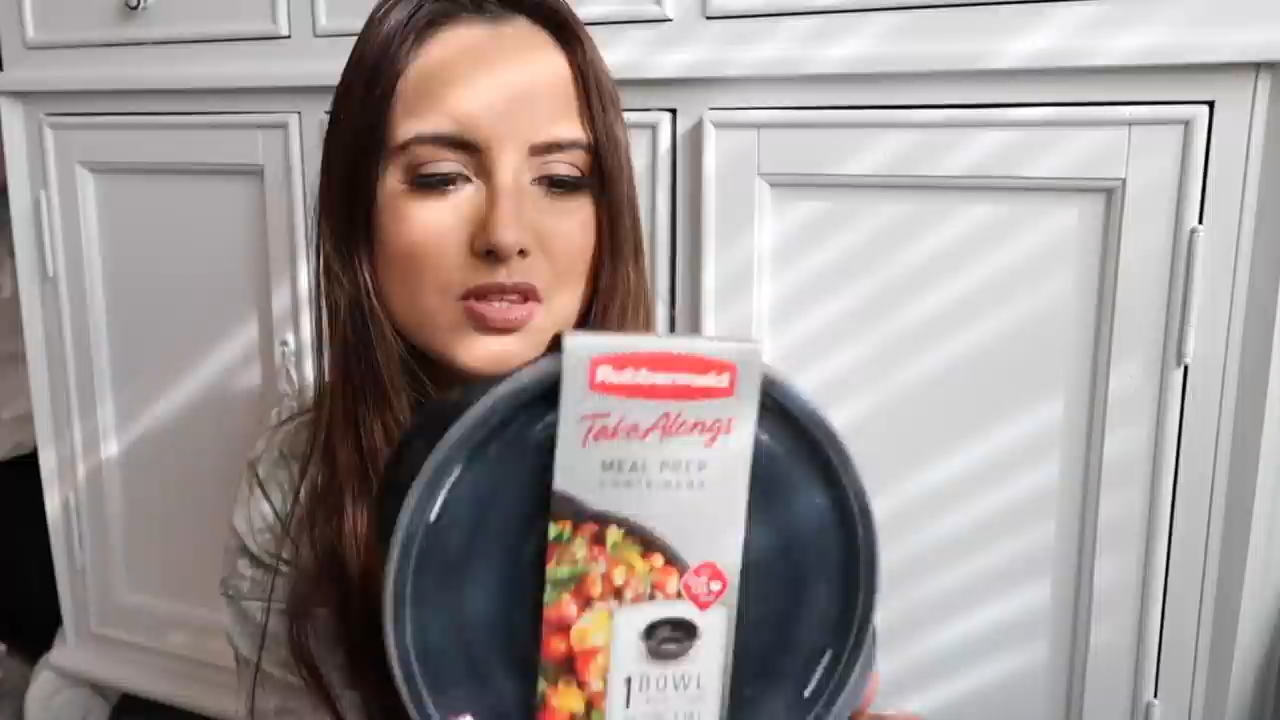 Rubbermaid
TakeAlongs
MEAL PREP
CONTAINERS
1 BOWL